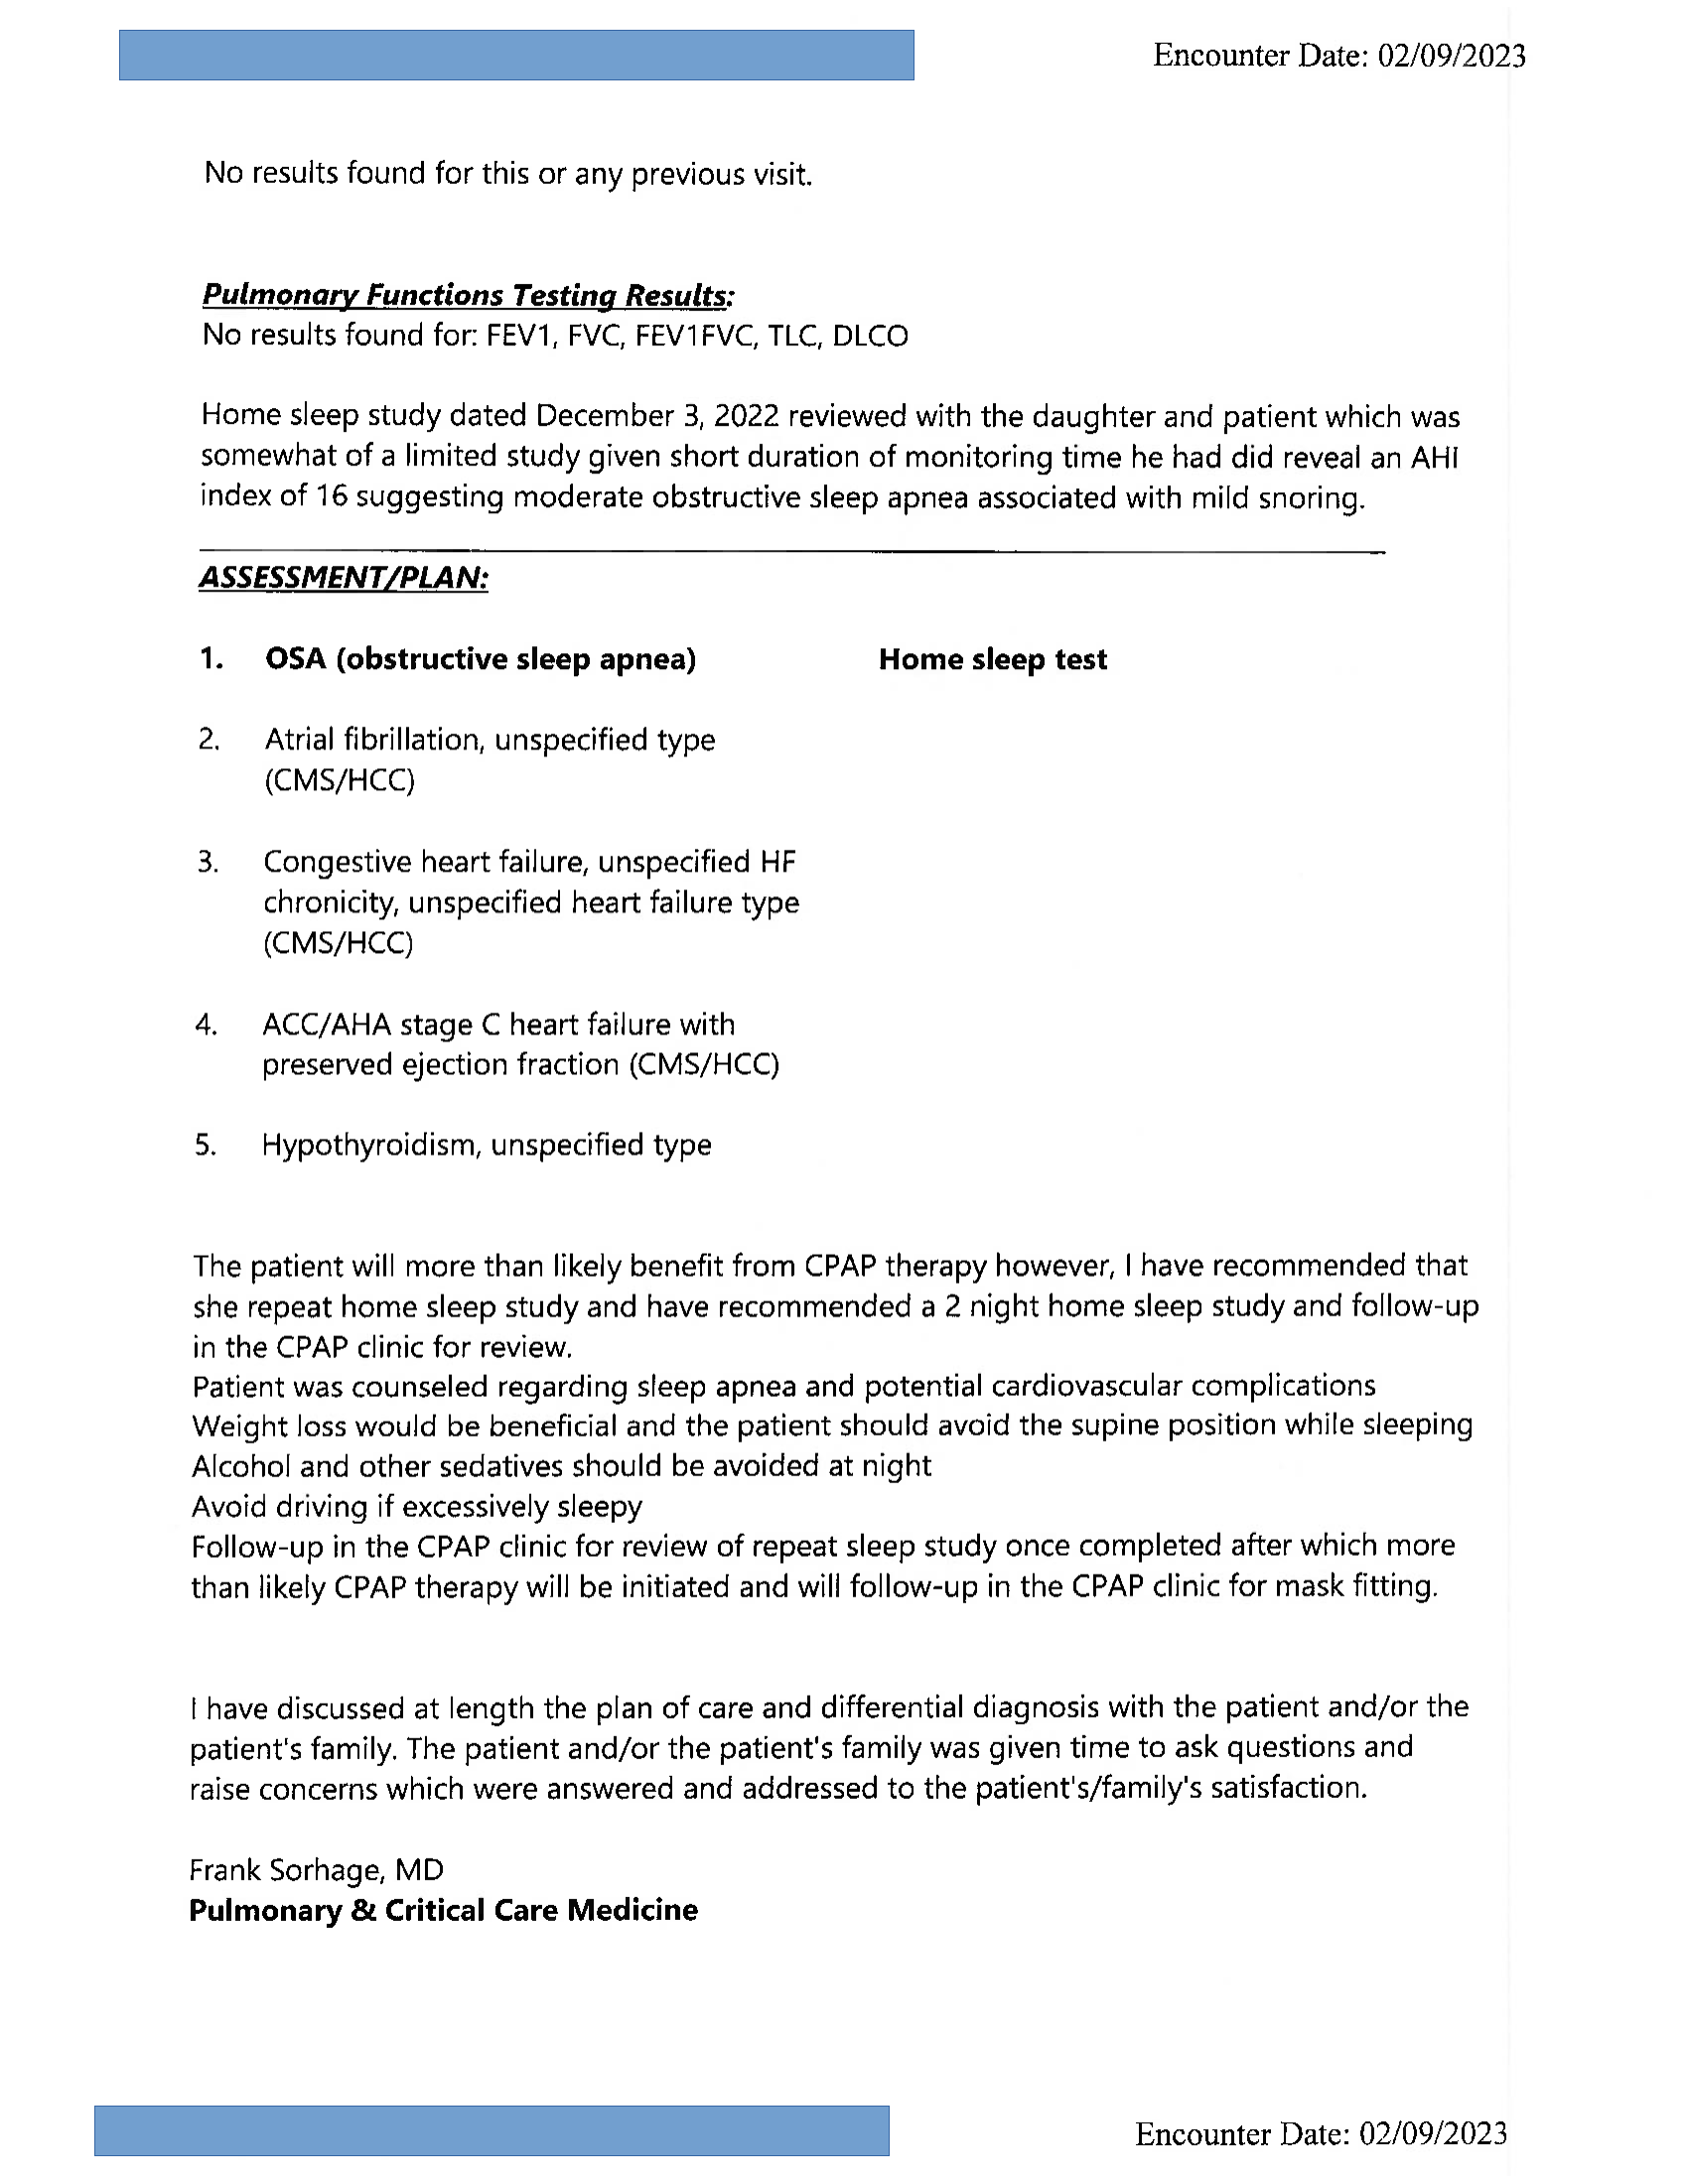 Encounter Date: 02/09/2023
No results found for this or any previous visit.
Pulmonary Functions Testing Results:
No results found for: FEV1, FVC, FEV1FVC, TLC, DLCO
Home sleep study dated December 3, 2022 reviewed with the daughter and patient which was
somewhat of a limited study given short duration of monitoring time he had did reveal an AHI
index of 16 suggesting moderate obstructive sleep apnea associated with mild snoring.
ASSESSMENT/PLAN:
1. OSA (obstructive sleep apnea) Home sleep test
2. Atrial fibrillation, unspecified type
(CMS/HCC)
3. Congestive heart failure, unspecified HF
chronicity, unspecified heart failure type
(CMS/HCC)
4. ACC/AHA stage C heart failure with
preserved ejection fraction (CMS/HCC)
5. Hypothyroidism, unspecified type
The patient will more than likely benefit from CPAP therapy however, I have recommended that
she repeat home sleep study and have recommended a 2 night home sleep study and follow-up
in the CPAP clinic for review.
Patient was counseled regarding sleep apnea and potential cardiovascular complications
Weight loss would be beneficial and the patient should avoid the supine position while sleeping
Alcohol and other sedatives should be avoided at night
Avoid driving if excessively sleepy
Follow-up in the CPAP clinic for review of repeat sleep study once completed after which more
than likely CPAP therapy will be initiated and will follow-up in the CPAP clinic for mask fitting.
I have discussed at length the plan of care and differential diagnosis with the patient and/or the
patient's family. The patient and/or the patient's family was given time to ask questions and
raise concerns which were answered and addressed to the patient's/family's satisfaction.
Frank Sorhage, MD
Pulmonary & Critical Care Medicine
Encounter Date: 02/09/2023